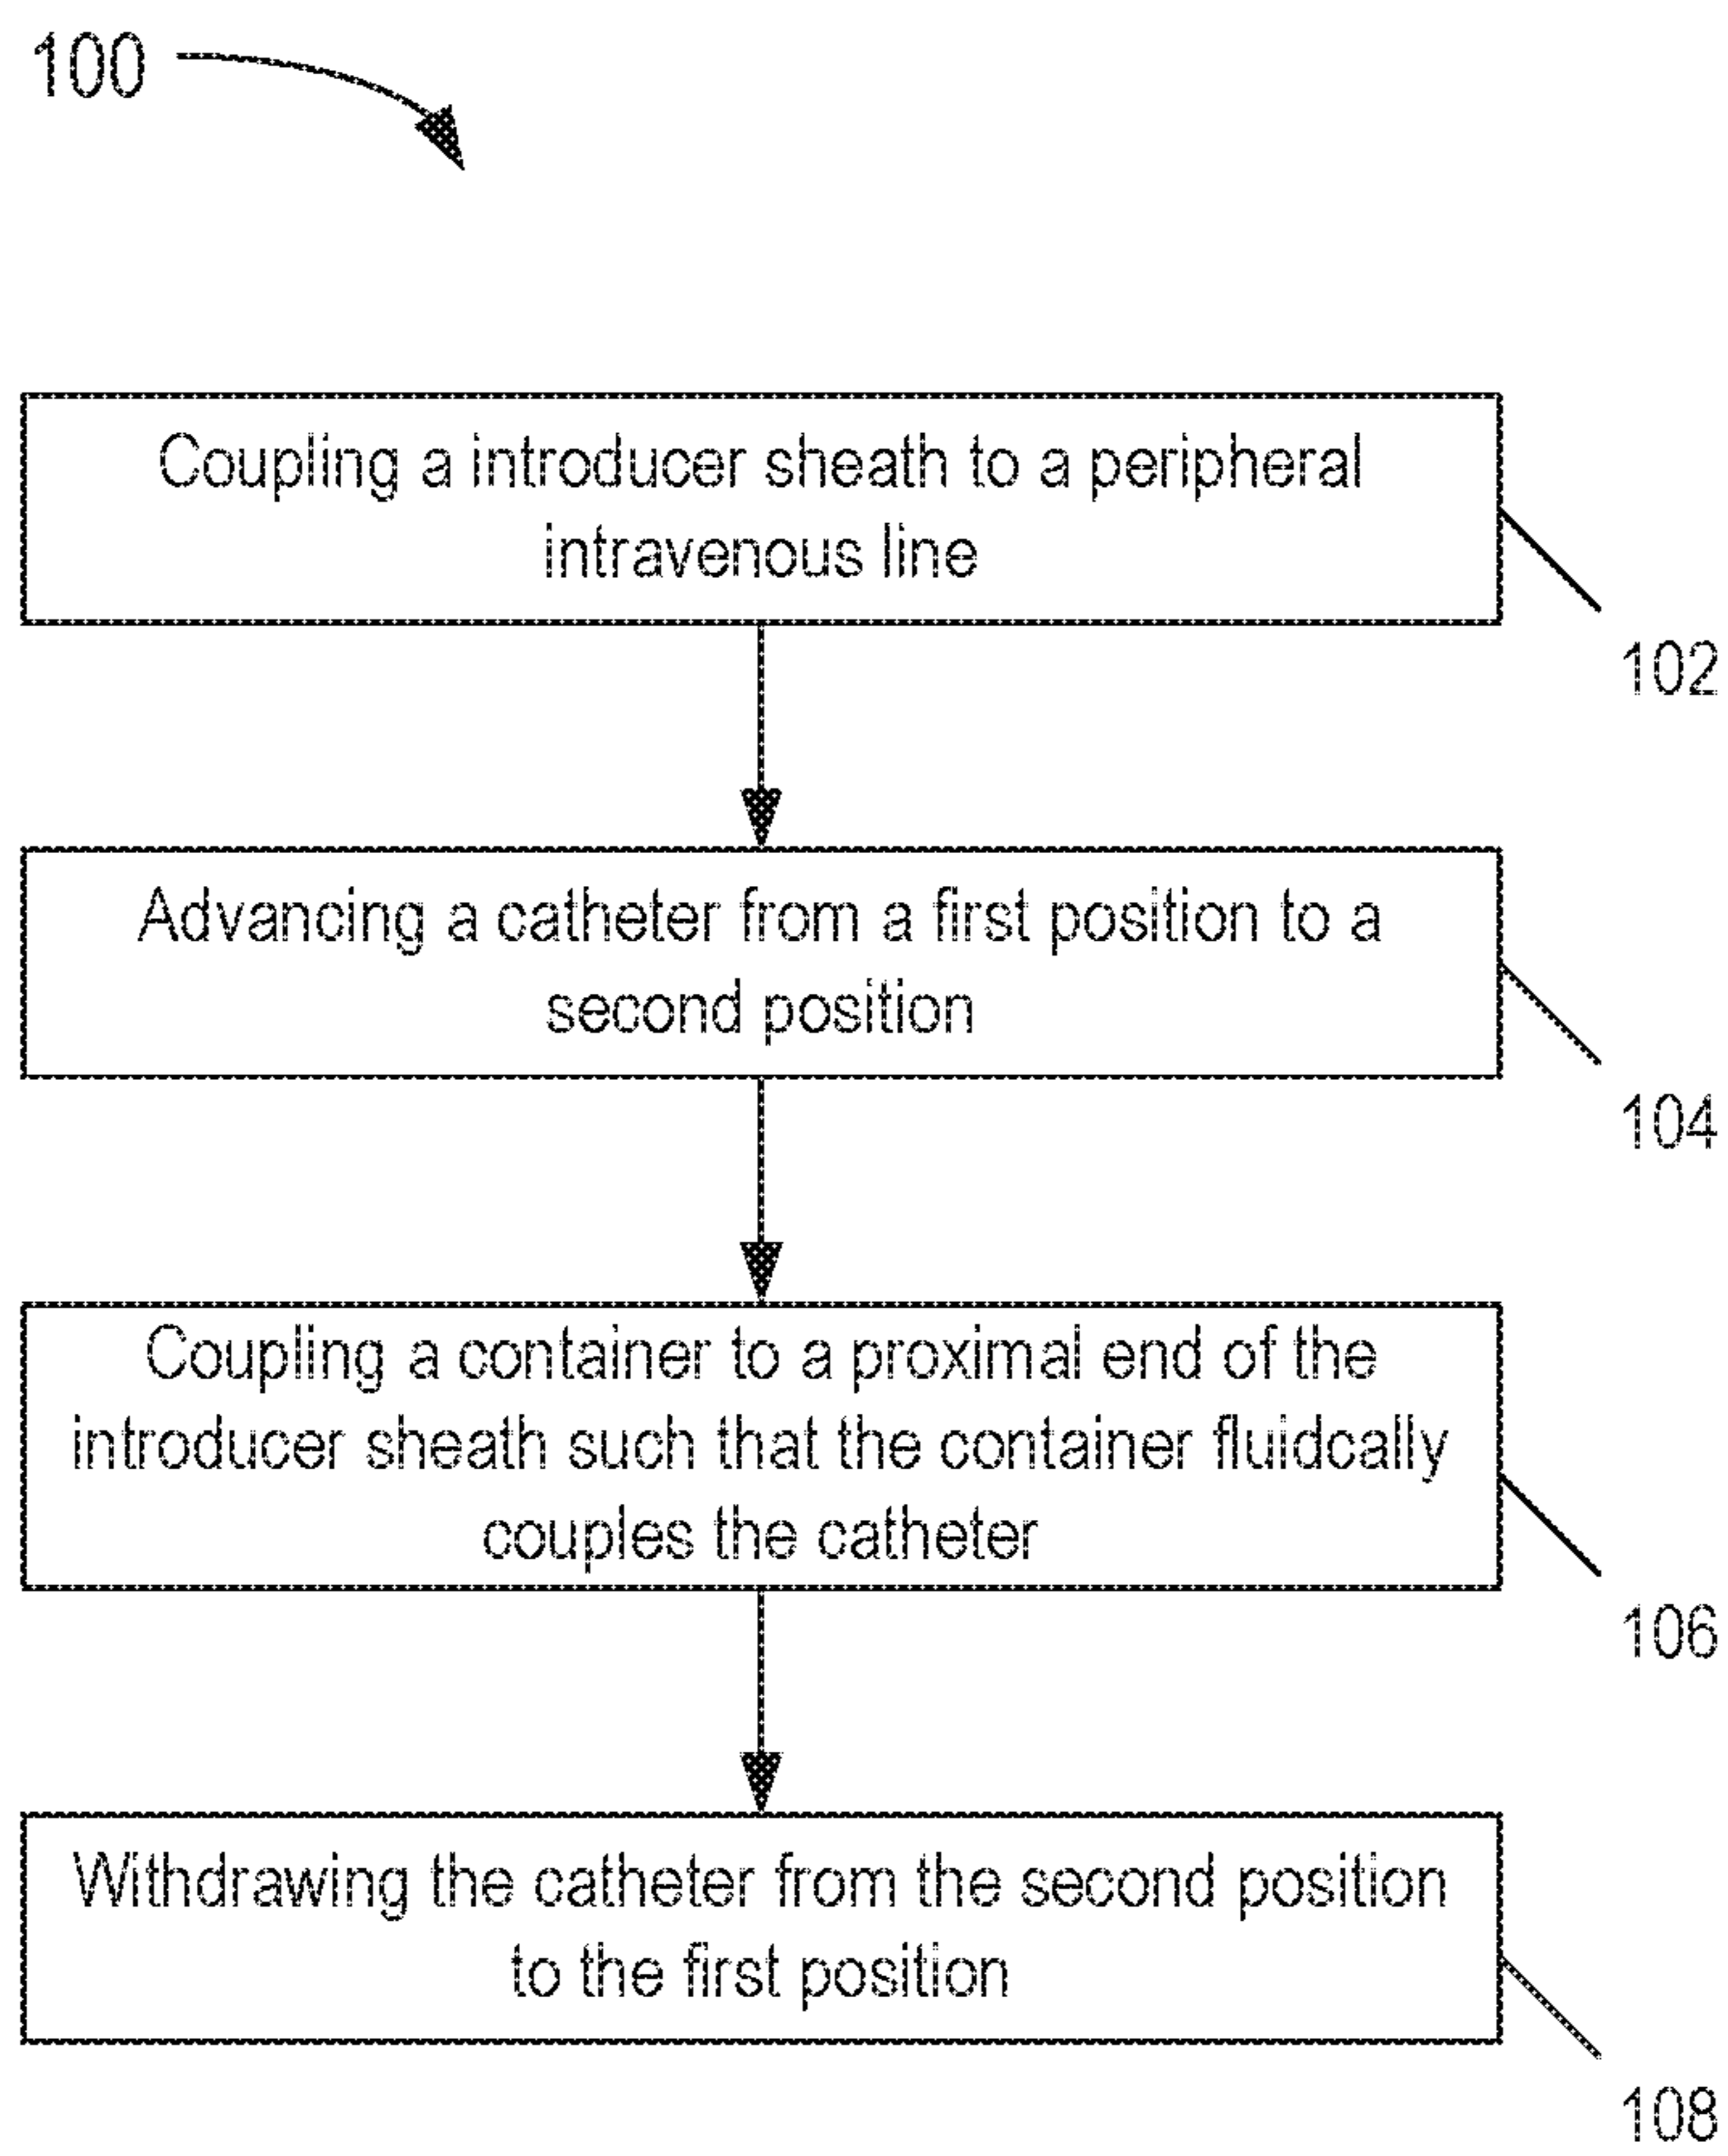 100
Coupling a introducer sheath to a peripheral
intravenous line
102
Advancing a catheter from a first position to a
second position
104
Coupling a container to a proximal end of the
introducer sheath such that the container fluidcally
couples the catheter
106
Withdrawing the catheter from the second position
to the first position
108